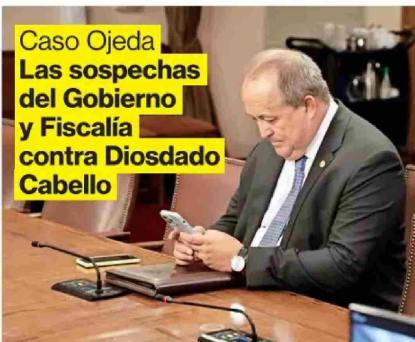 Caso Ojeda
Las sospechas
del Gobierno
y Fiscalía
contra Diosdado
Cabello